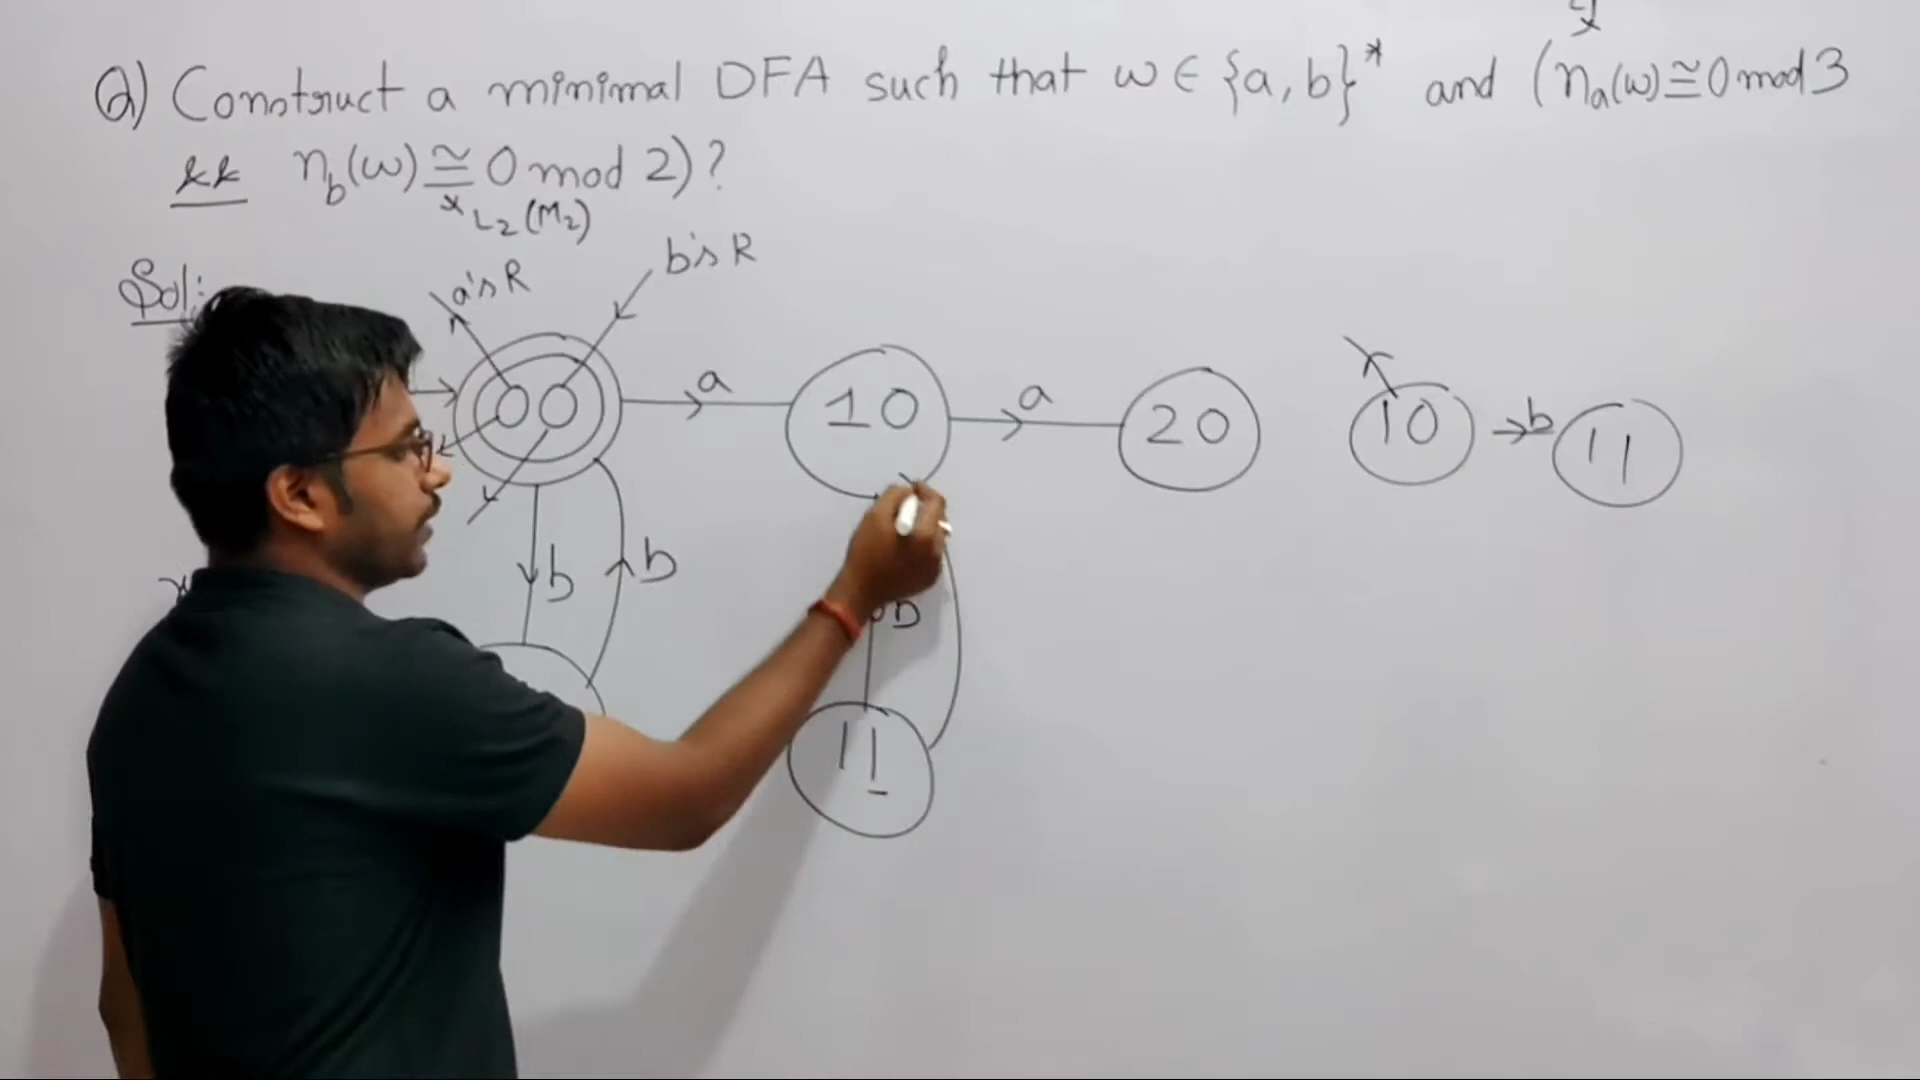 Q) Construct a minimal DFA such that w ∈ {a, b}* and (na(w) ≅ 0 mod 3
&& nb(w) ≅ 0 mod 2)?
L2 (M2)
Sol:
a's R
b's R
00
a
10
a
20
10
b
11
b
b
b
11